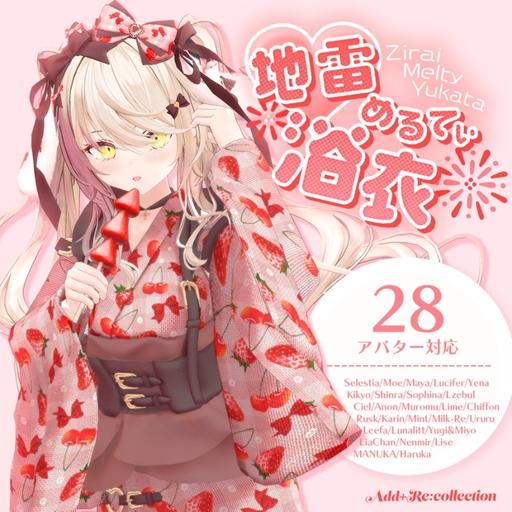 地雷
めるてぃ
浴衣
Zirai
Melty
Yukata
28
アバター対応
Selestia/Moe/Maya/Lucifer/Yena
Kikyo/Shinra/Sophina/Lzebul
Ciel/Anon/Muromu/Lime/Chiffon
Rusk/Karin/Mint/Milk-Re/Ururu
Leefa/Lunalitt/Yugi&Miyo
LiaChan/Nenmir/Lise
MANUKA/Haruka
Add+Re:collection